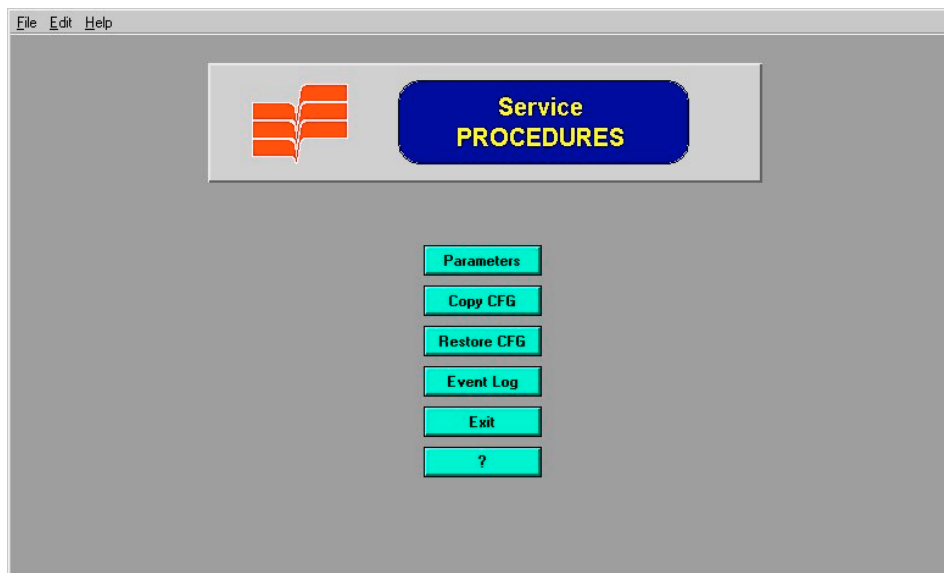 File Edit Help
Service
PROCEDURES
Parameters
Copy CFG
Restore CFG
Event Log
Exit
?